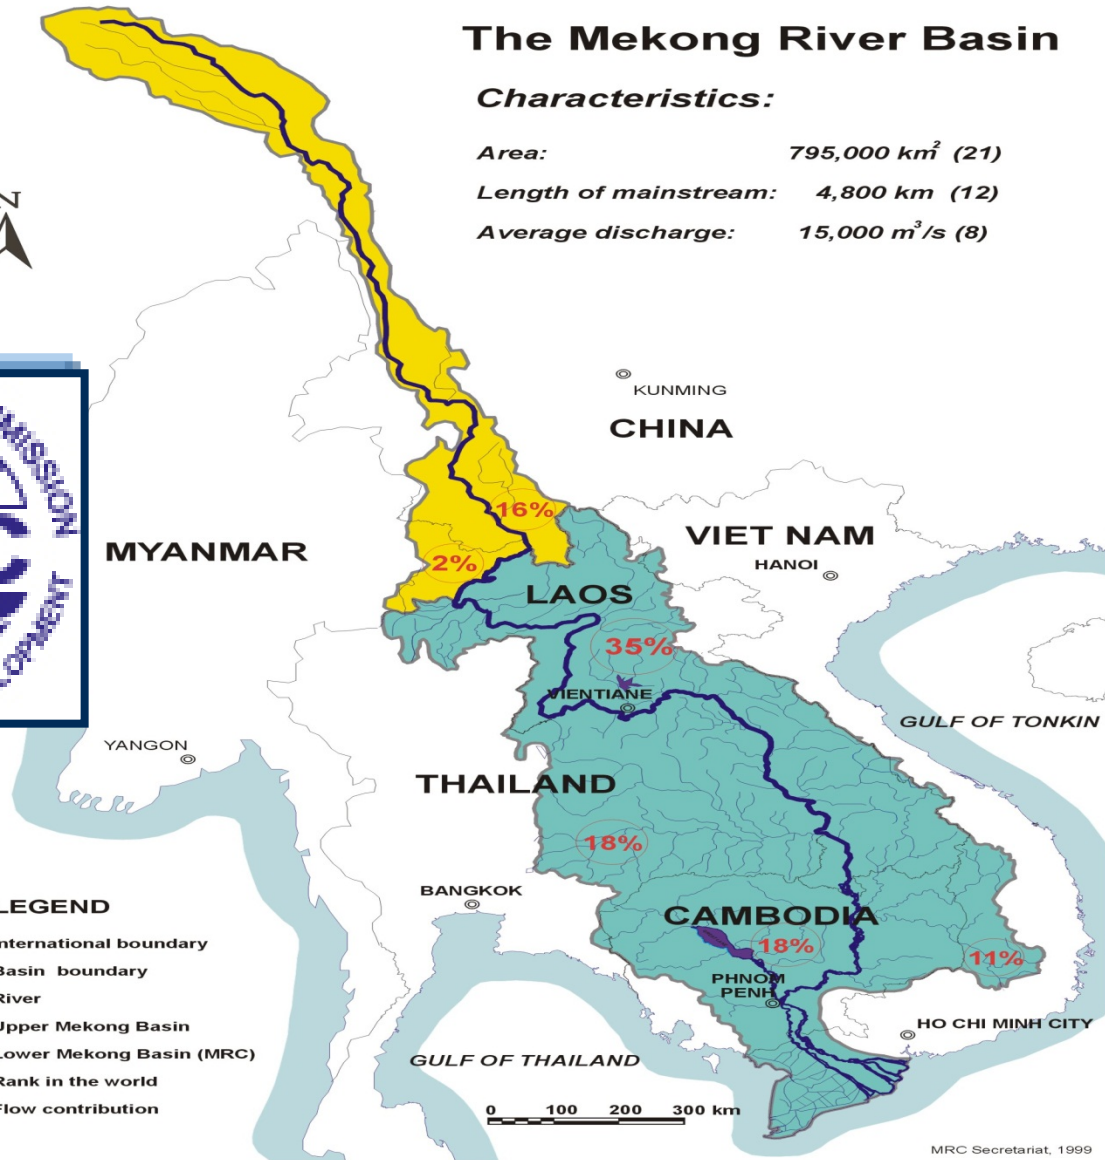 The Mekong River Basin
Characteristics:
Area: 795,000 km² (21)
Length of mainstream: 4,800 km (12)
Average discharge: 15,000 m³/s (8)
N
KUNMING
CHINA
MISSION
16%
MYANMAR
VIET NAM
2%
HANOI
LAOS
OPMENT
35%
VIENTIANE
GULF OF TONKIN
YANGON
THAILAND
18%
BANGKOK
LEGEND
CAMBODIA
nternational boundary
18%
11%
Basin boundary
PHNOM
PENH
River
Upper Mekong Basin
HO CHI MINH CITY
Lower Mekong Basin (MRC)
GULF OF THAILAND
Rank in the world
Flow contribution
0 100 200 300 km
MRC Secretariat, 1999